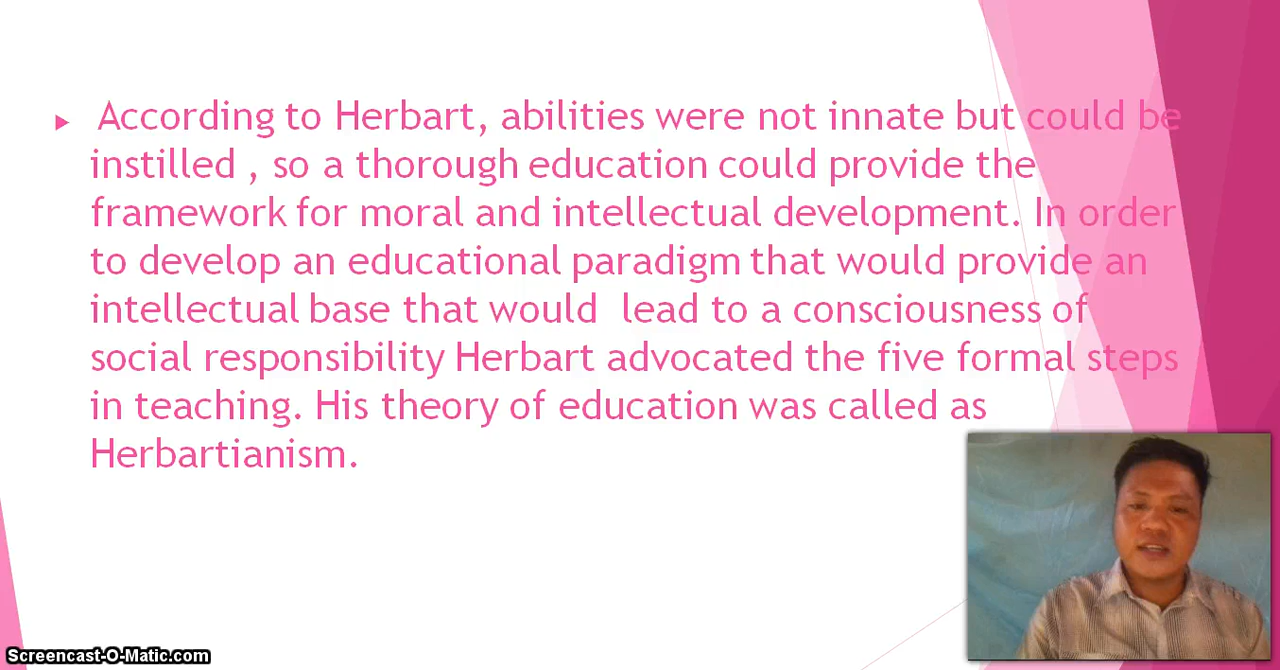 According to Herbart, abilities were not innate but could be
instilled , so a thorough education could provide the
framework for moral and intellectual development. In order
to develop an educational paradigm that would provide an
intellectual base that would  lead to a consciousness of
social responsibility Herbart advocated the five formal steps
in teaching. His theory of education was called as
Herbartianism.
Screencast-O-Matic.com